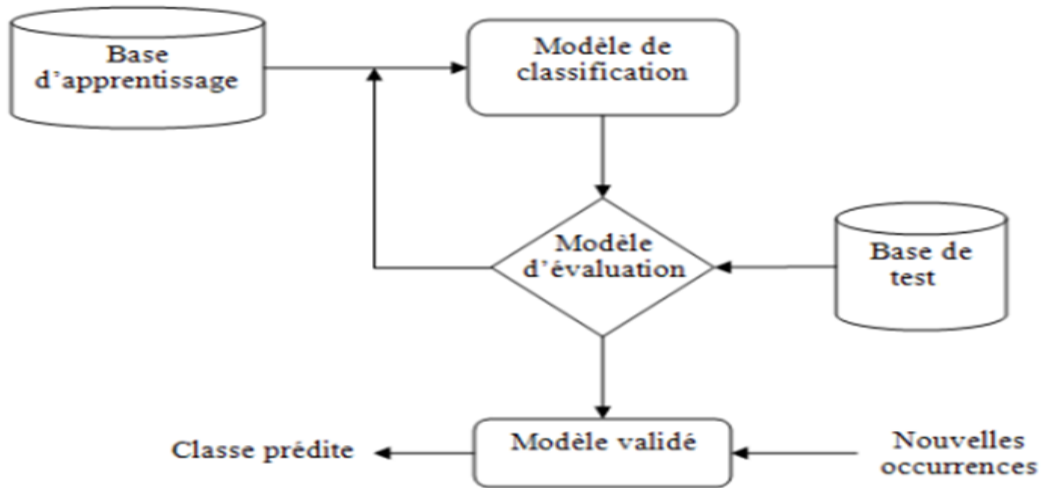 Base
d'apprentissage
Modèle de
classification
Modèle
d'évaluation
Base de
test
Classe prédite
Modèle validé
Nouvelles
occurrences